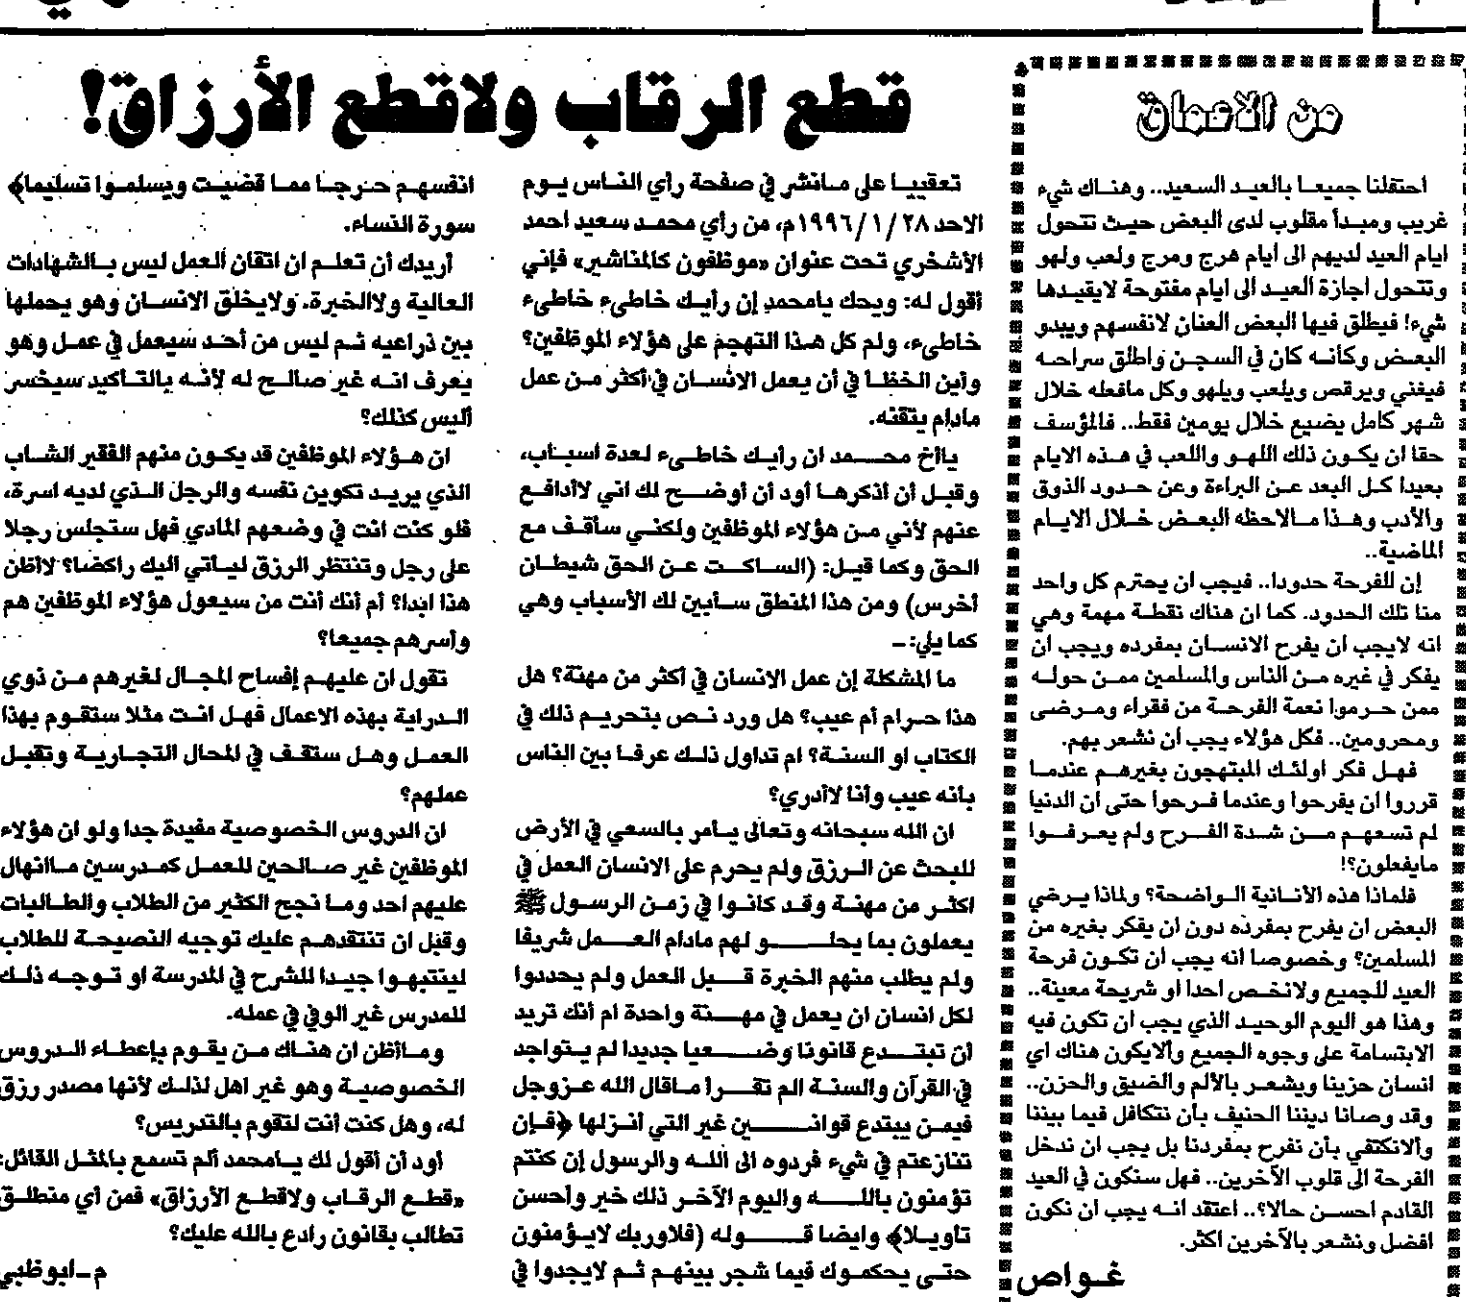 من الأعماق
احتفلنا جميعا بالعيد السعيد.. وهناك شيء
غريب ومبدأ مقلوب لدى البعض حيث تتحول
ايام العيد لديهم الى أيام هرج ومرج ولعب ولهو
وتتحول اجازة العيد الى ايام مفتوحة لايقيدها
شيء! فيطلق فيها البعض العنان لانفسهم ويبدو
البعض وكأنه كان في السجن واطلق سراحه
فيغني ويرقص ويلعب ويلهو وكل مافعله خلال
شهر كامل يضيع خلال يومين فقط.. فالمؤسف
حقا ان يكون ذلك اللهو واللعب في هذه الايام
بعيدا كل البعد عن البراءة وعن حدود الذوق
والأدب وهذا مالاحظه البعض خلال الايام
الماضية..
إن للفرحة حدودا.. فيجب ان يحترم كل واحد
منا تلك الحدود. كما ان هناك نقطة مهمة وهي
انه لايجب ان يفرح الانسان بمفرده ويجب ان
يفكر في غيره من الناس والمسلمين ممن حوله
ممن حرموا نعمة الفرحة من فقراء ومرضى
ومحرومين.. فكل هؤلاء يجب أن نشعر بهم.
فهل فكر اولئك المبتهجون بغيرهم عندما
قرروا ان يفرحوا وعندما فرحوا حتى ان الدنيا
لم تسعهم من شدة الفرح ولم يعرفوا
مايفعلون؟!
فلماذا هذه الأنانية الواضحة؟ ولماذا يرضي
البعض ان يفرح بمفرده دون ان يفكر بغيره من
المسلمين؟ وخصوصا انه يجب ان تكون فرحة
العيد للجميع ولانخص احدا او شريحة معينة..
وهذا هو اليوم الوحيد الذي يجب ان تكون فيه
الابتسامة على وجوه الجميع وألايكون هناك اي
انسان حزينا ويشعر بالألم والضيق والحزن..
وقد وصانا ديننا الحنيف بأن نتكافل فيما بيننا
وألانكتفي بأن نفرح بمفردنا بل يجب ان ندخل
الفرحة الى قلوب الآخرين.. فهل سنكون في العيد
القادم احسن حالا؟.. اعتقد انه يجب ان نكون
افضل ونشعر بالآخرين اكثر.
غواص
قطع الرقاب ولاقطع الأرزاق!
تعقيبا على مانشر في صفحة رأي الناس يوم
الاحد ١٩٩٦/١/٢٨م، من رأي محمد سعيد احمد
الأشخري تحت عنوان «موظفون كالمناشير» فإني
أقول له: ويحك يامحمد إن رأيك خاطىء خاطىء
خاطىء، ولم كل هذا التهجم على هؤلاء الموظفين؟
وأين الخطأ في أن يعمل الانسان في أكثر من عمل
مادام يتقنه.
ياأخ محمد ان رأيك خاطىء لعدة اسباب،
وقبل أن أذكرها أود أن أوضح لك اني لاأدافع
عنهم لأني من هؤلاء الموظفين ولكني سأقف مع
الحق وكما قيل: (الساكت عن الحق شيطان
أخرس) ومن هذا المنطق سأبين لك الأسباب وهي
كما يلي: ـ
ما المشكلة إن عمل الانسان في أكثر من مهنة؟ هل
هذا حرام أم عيب؟ هل ورد نص بتحريم ذلك في
الكتاب او السنة؟ ام تداول ذلك عرفا بين الناس
بأنه عيب وأنا لاأدري؟
ان الله سبحانه وتعالى يأمر بالسعي في الأرض
للبحث عن الرزق ولم يحرم على الانسان العمل في
اكثر من مهنة وقد كانوا في زمن الرسول ﷺ
يعملون بما يحلو لهم مادام العمل شريفا
ولم يطلب منهم الخبرة قبل العمل ولم يحددوا
لكل انسان ان يعمل في مهنة واحدة ام أنك تريد
أن تبتدع قانونا وضعيا جديدا لم يتواجد
في القرآن والسنة الم تقرا ماقال الله عزوجل
فيمن يبتدع قوانين غير التي أنزلها ﴿فإن
تنازعتم في شيء فردوه الى الله والرسول إن كنتم
تؤمنون بالله واليوم الآخر ذلك خير وأحسن
تأويلا﴾ وايضا قوله (فلاوربك لايؤمنون
حتى يحكموك فيما شجر بينهم ثم لايجدوا في
انفسهم حرجا مما قضيت ويسلموا تسليما﴾
سورة النساء.
أريدك أن تعلم ان اتقان العمل ليس بالشهادات
العالية ولاالخبرة. ولايخلق الانسان وهو يحملها
بين ذراعيه ثم ليس من أحد سيعمل في عمل وهو
يعرف انه غير صالح له لأنه بالتأكيد سيخسر
أليس كذلك؟
ان هؤلاء الموظفين قد يكون منهم الفقير الشاب
الذي يريد تكوين نفسه والرجل الذي لديه اسرة،
فلو كنت انت في وضعهم المادي فهل ستجلس رجلا
على رجل وتنتظر الرزق ليأتي اليك راكضا؟ لاأظن
هذا ابدا؟ أم أنك أنت من سيعول هؤلاء الموظفين هم
وأسرهم جميعا؟
تقول ان عليهم إفساح المجال لغيرهم من ذوي
الدراية بهذه الاعمال فهل انت مثلا ستقوم بهذا
العمل وهل ستقف في المحال التجارية وتقبل
عملهم؟
ان الدروس الخصوصية مفيدة جدا ولو ان هؤلاء
الموظفين غير صالحين للعمل كمدرسين ماانهال
عليهم احد وما نجح الكثير من الطلاب والطالبات
وقبل ان تنتقدهم عليك توجيه النصيحة للطلاب
لينتبهوا جيدا للشرح في المدرسة او توجه ذلك
للمدرس غير الوفي في عمله.
وماأظن ان هناك من يقوم بإعطاء الدروس
الخصوصية وهو غير اهل لذلك لأنها مصدر رزق
له، وهل كنت أنت لتقوم بالتدريس؟
أود أن أقول لك يامحمد ألم تسمع بالمثل القائل:
«قطع الرقاب ولاقطع الأرزاق» فمن أي منطلق
تطالب بقانون رادع بالله عليك؟
م ـ ابوظبي